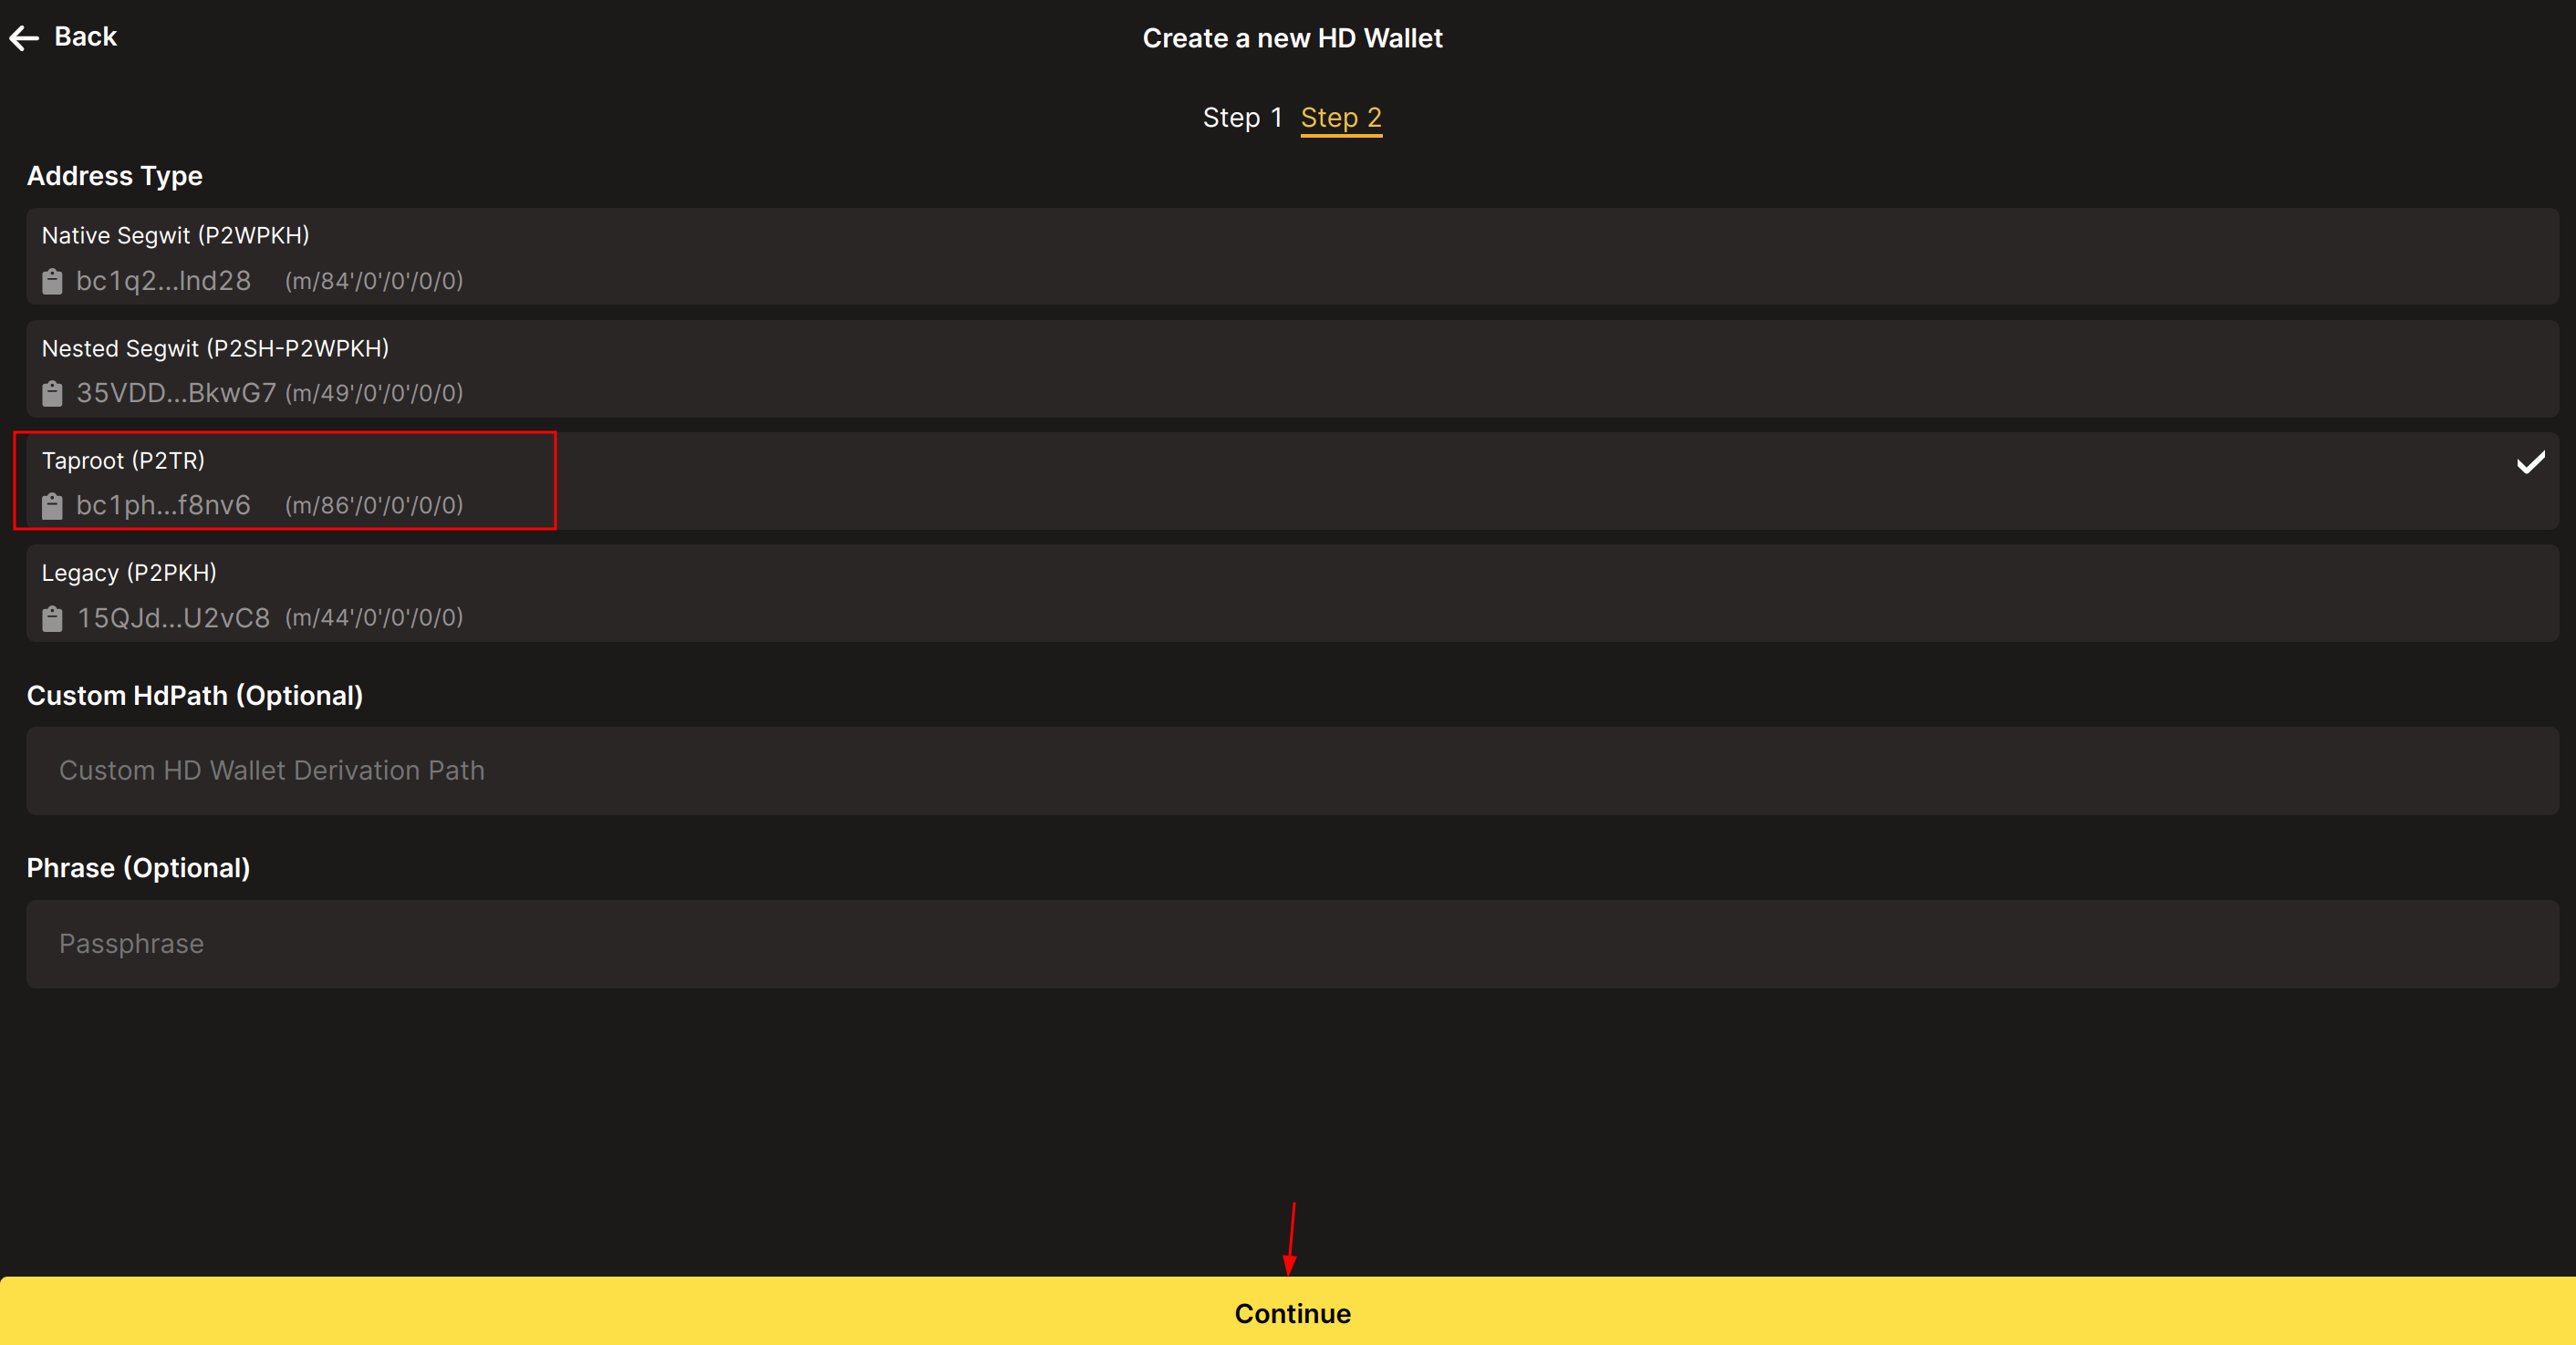 Back
Create a new HD Wallet
Step 1 Step 2
Address Type
Native Segwit (P2WPKH)
bc1q2...lnd28 (m/84'/0'/0'/0/0)
Nested Segwit (P2SH-P2WPKH)
35VDD...BkwG7 (m/49'/0'/0'/0/0)
Taproot (P2TR)
bc1ph...f8nv6 (m/86'/0'/0'/0/0)
Legacy (P2PKH)
15QJd...U2vC8 (m/44'/0'/0'/0/0)
Custom HdPath (Optional)
Custom HD Wallet Derivation Path
Phrase (Optional)
Passphrase
Continue